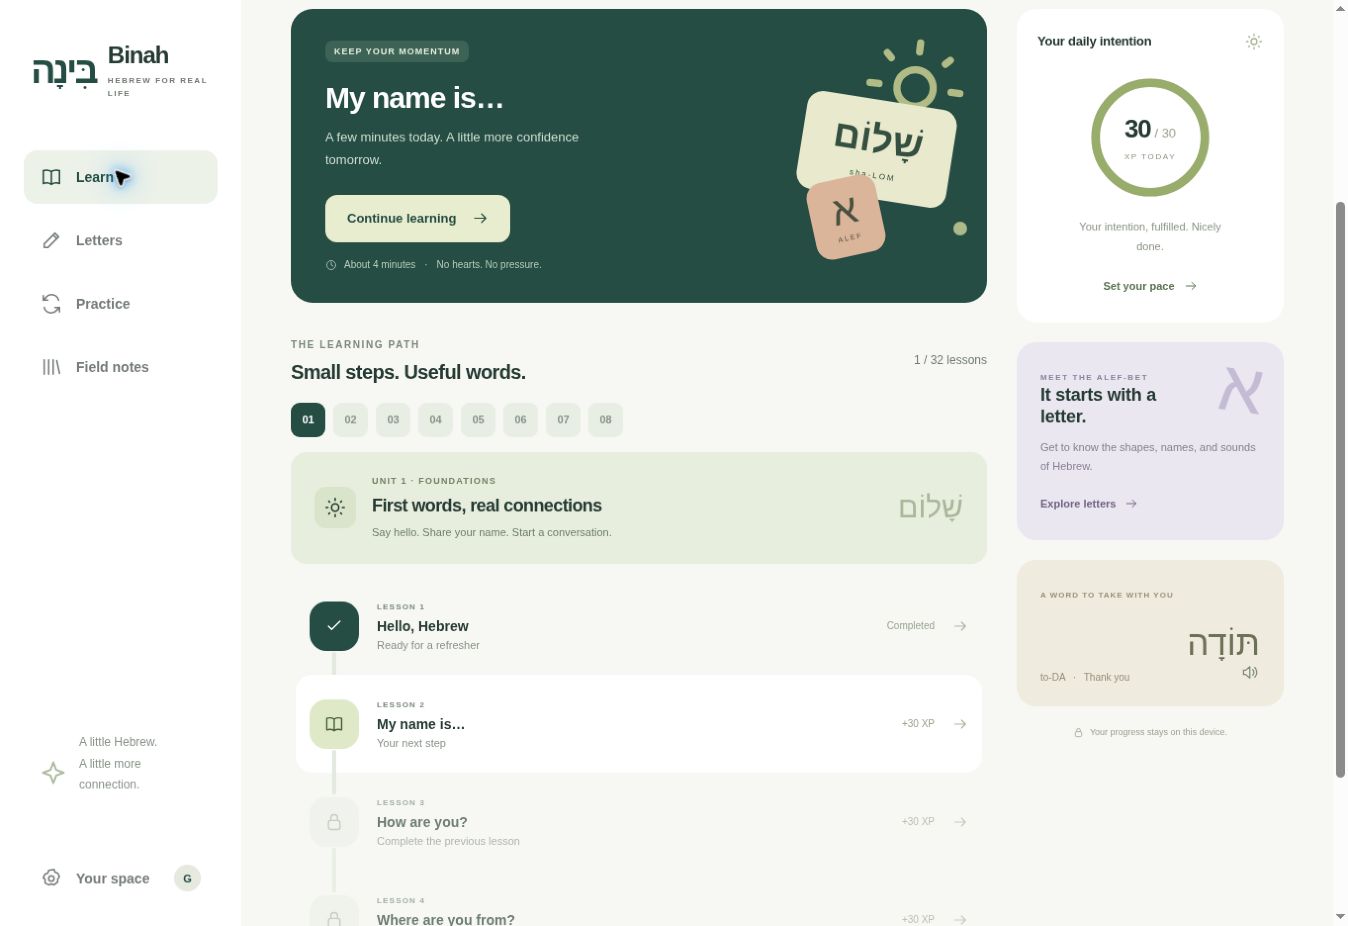 בִּינָה
Binah
HEBREW FOR REAL
LIFE
Learn
Letters
Practice
Field notes
A little Hebrew.
A little more
connection.
Your space
G
KEEP YOUR MOMENTUM
My name is…
A few minutes today. A little more confidence
tomorrow.
Continue learning
About 4 minutes · No hearts. No pressure.
שָׁלוֹם
sha-LOM
א
ALEF
THE LEARNING PATH
Small steps. Useful words.
1 / 32 lessons
01 02 03 04 05 06 07 08
UNIT 1 · FOUNDATIONS
First words, real connections
Say hello. Share your name. Start a conversation.
שָׁלוֹם
LESSON 1
Hello, Hebrew
Ready for a refresher
Completed
LESSON 2
My name is…
Your next step
+30 XP
LESSON 3
How are you?
Complete the previous lesson
+30 XP
LESSON 4
Where are you from?
+30 XP
Your daily intention
30 / 30
XP TODAY
Your intention, fulfilled. Nicely
done.
Set your pace
MEET THE ALEF-BET
It starts with a
letter.
א
Get to know the shapes, names, and sounds
of Hebrew.
Explore letters
A WORD TO TAKE WITH YOU
תּוֹדָה
to-DA · Thank you
Your progress stays on this device.